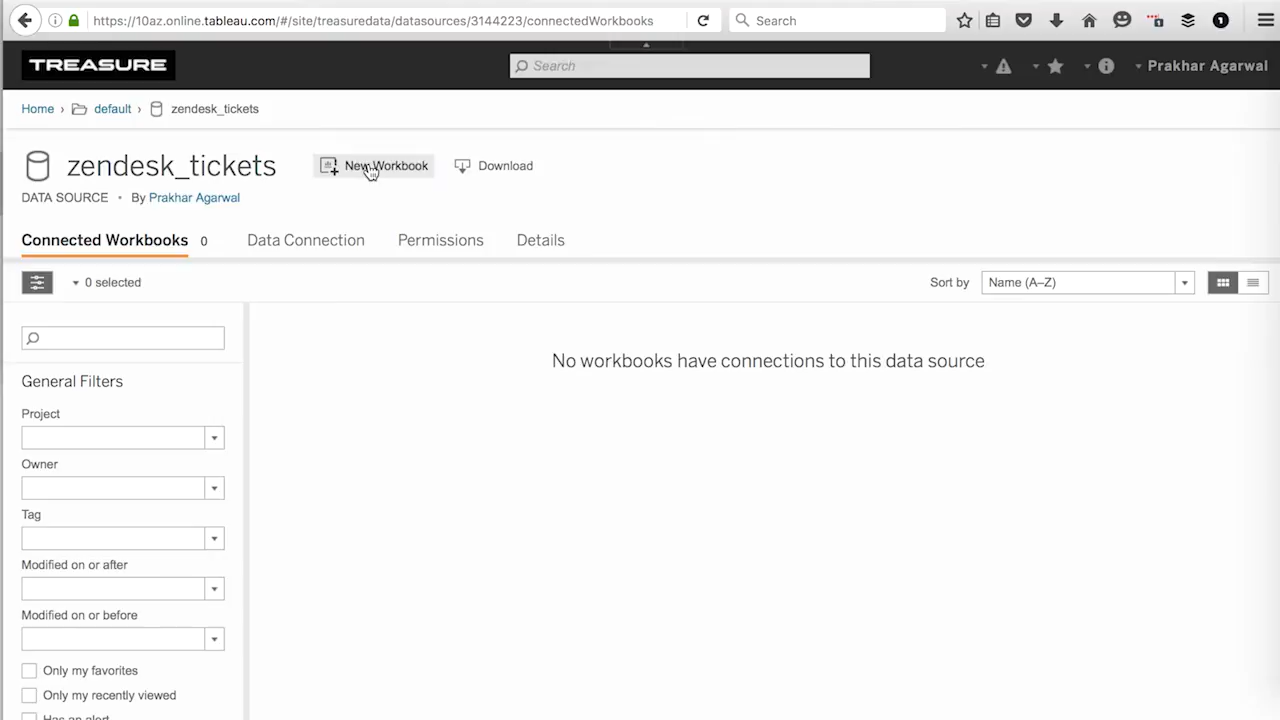 https://10az.online.tableau.com/#/site/treasuredata/datasources/3144223/connectedWorkbooks
Search
TREASURE
Search
Prakhar Agarwal
Home › default › zendesk_tickets
zendesk_tickets
New Workbook
Download
DATA SOURCE • By Prakhar Agarwal
Connected Workbooks 0
Data Connection
Permissions
Details
0 selected
Sort by
Name (A–Z)
No workbooks have connections to this data source
General Filters
Project
Owner
Tag
Modified on or after
Modified on or before
Only my favorites
Only my recently viewed
Has an alert